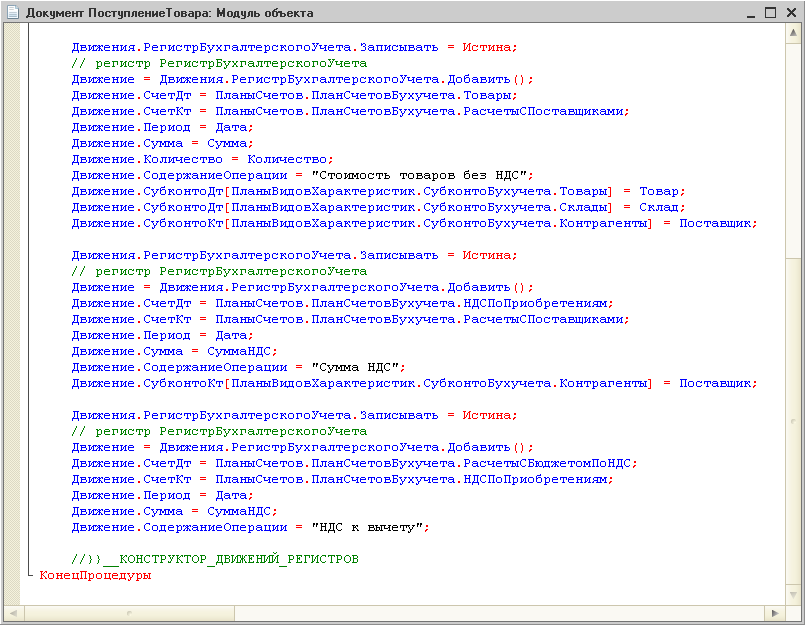 Документ ПоступлениеТовара: Модуль объекта
Движения.РегистрБухгалтерскогоУчета.Записывать = Истина;
// регистр РегистрБухгалтерскогоУчета
Движение = Движения.РегистрБухгалтерскогоУчета.Добавить();
Движение.СчетДт = ПланыСчетов.ПланСчетовБухучета.Товары;
Движение.СчетКт = ПланыСчетов.ПланСчетовБухучета.РасчетыСПоставщиками;
Движение.Период = Дата;
Движение.Сумма = Сумма;
Движение.Количество = Количество;
Движение.СодержаниеОперации = "Стоимость товаров без НДС";
Движение.СубконтоДт[ПланыВидовХарактеристик.СубконтоБухучета.Товары] = Товар;
Движение.СубконтоДт[ПланыВидовХарактеристик.СубконтоБухучета.Склады] = Склад;
Движение.СубконтоКт[ПланыВидовХарактеристик.СубконтоБухучета.Контрагенты] = Поставщик;
Движения.РегистрБухгалтерскогоУчета.Записывать = Истина;
// регистр РегистрБухгалтерскогоУчета
Движение = Движения.РегистрБухгалтерскогоУчета.Добавить();
Движение.СчетДт = ПланыСчетов.ПланСчетовБухучета.НДСПоПриобретениям;
Движение.СчетКт = ПланыСчетов.ПланСчетовБухучета.РасчетыСПоставщиками;
Движение.Период = Дата;
Движение.Сумма = СуммаНДС;
Движение.СодержаниеОперации = "Сумма НДС";
Движение.СубконтоКт[ПланыВидовХарактеристик.СубконтоБухучета.Контрагенты] = Поставщик;
Движения.РегистрБухгалтерскогоУчета.Записывать = Истина;
// регистр РегистрБухгалтерскогоУчета
Движение = Движения.РегистрБухгалтерскогоУчета.Добавить();
Движение.СчетДт = ПланыСчетов.ПланСчетовБухучета.РасчетыСБюджетомПоНДС;
Движение.СчетКт = ПланыСчетов.ПланСчетовБухучета.НДСПоПриобретениям;
Движение.Период = Дата;
Движение.Сумма = СуммаНДС;
Движение.СодержаниеОперации = "НДС к вычету";
//}}__КОНСТРУКТОР_ДВИЖЕНИЙ_РЕГИСТРОВ
КонецПроцедуры